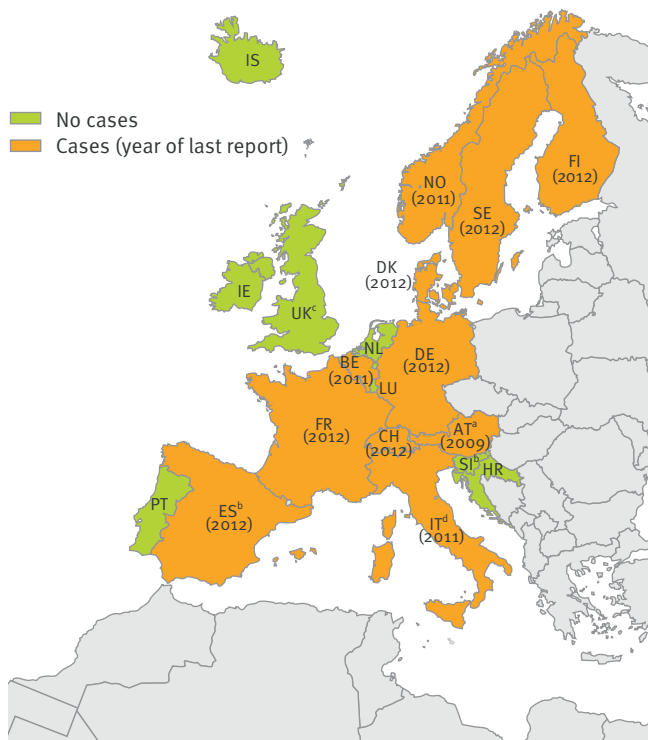 IS
No cases
Cases (year of last report)
FI
(2012)
NO
(2011)
SE
(2012)
DK
(2012)
IE
UKc
NL
BE
(2011)
DE
(2012)
LU
FR
(2012)
CH
(2012)
ATa
(2009)
SIb
HR
PT
ESb
(2012)
ITd
(2011)